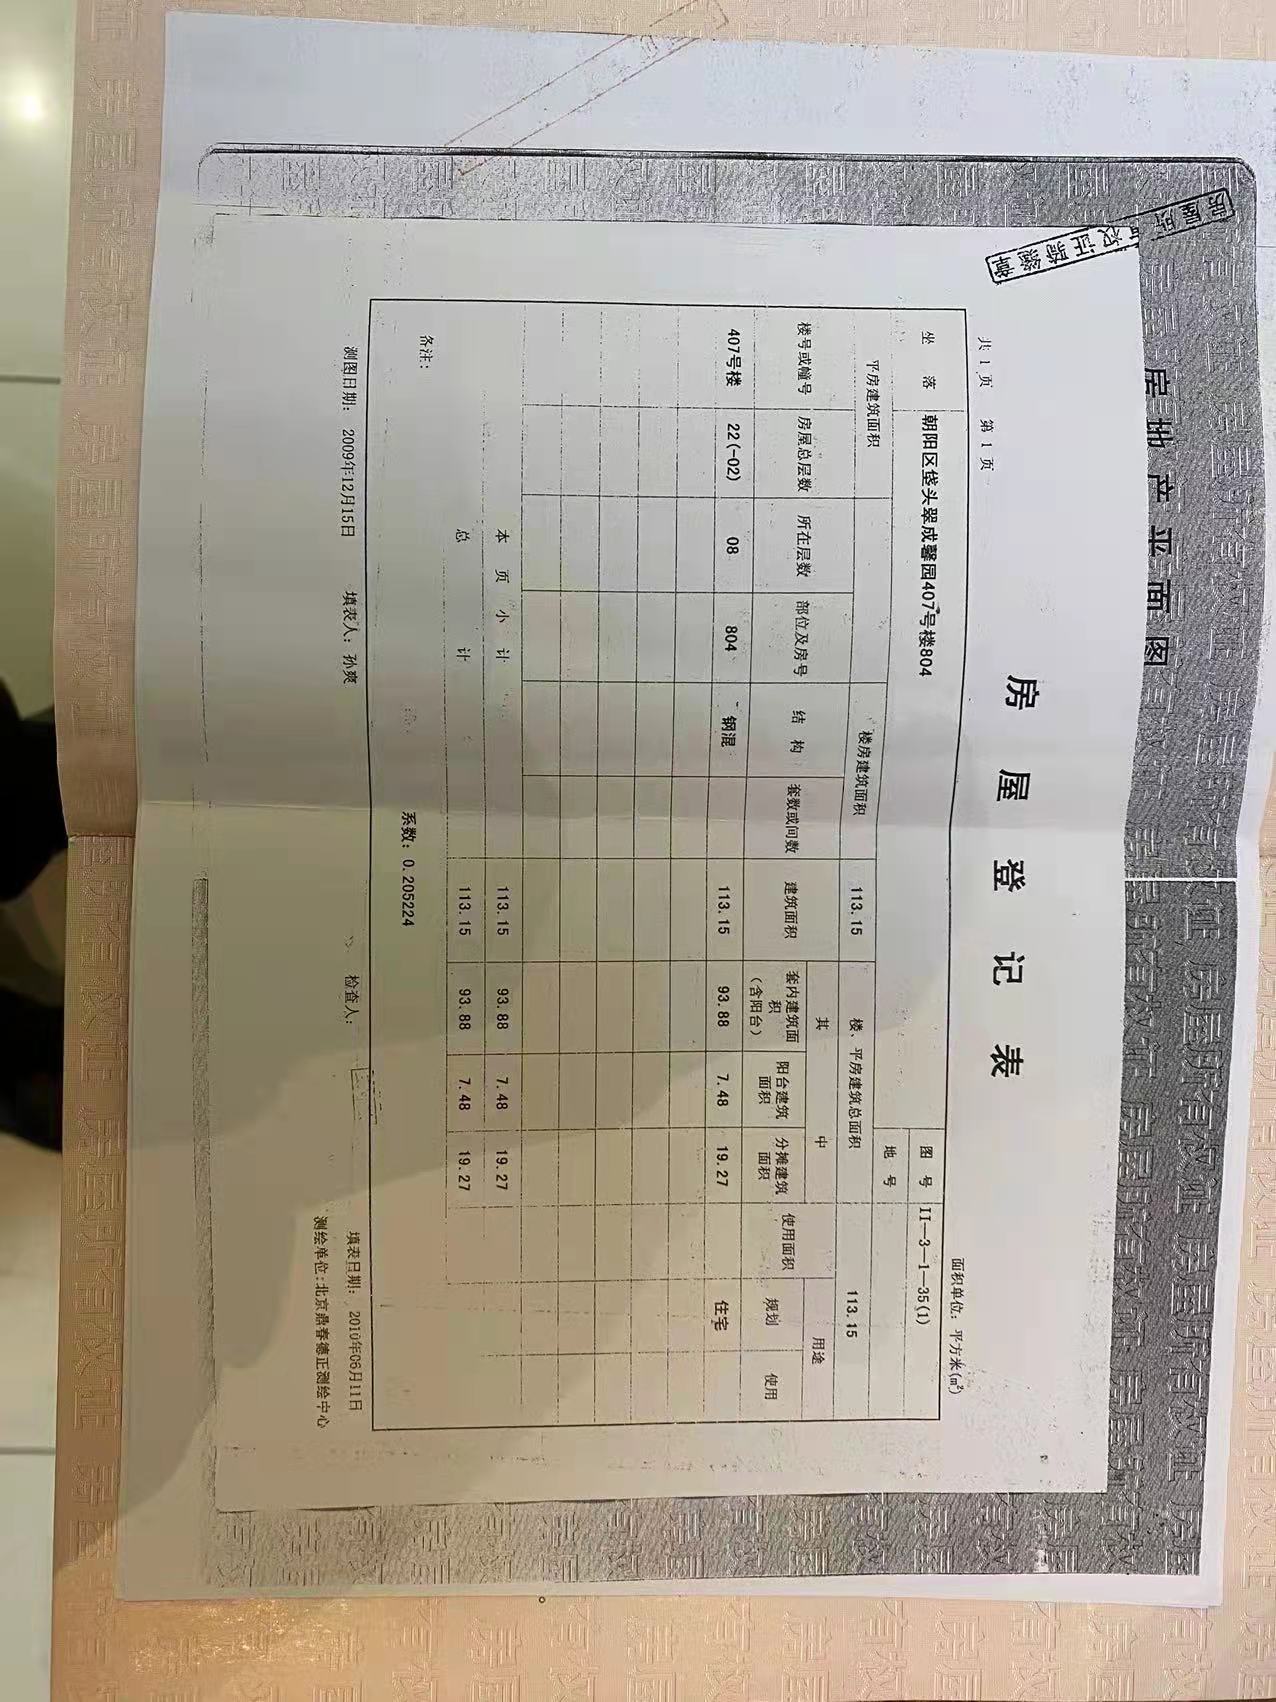 房地产平面图
房屋所有权证骑缝章
房屋登记表
共 1 页 第 1 页
面积单位：平方米(㎡)
坐落 朝阳区垡头翠成馨园407号楼804 图号 II—3—1—35(1)
地号
平房建筑面积 楼房建筑面积 113.15 楼、平房建筑总面积 113.15
楼号或幢号 房屋总层数 所在层数 部位及房号 结构 套数或间数 建筑面积 其中 使用面积 用途
套内建筑面积(含阳台) 阳台建筑面积 分摊建筑面积 规划 使用
407号楼 22(-02) 08 804 钢混 113.15 93.88 7.48 19.27 住宅
本页小计 113.15 93.88 7.48 19.27
总计 113.15 93.88 7.48 19.27
备注： 系数：0.205224
测图日期： 2009年12月15日 填表人：孙爽 检查人： 填表日期： 2010年06月11日
测绘单位：北京鼎春德正测绘中心